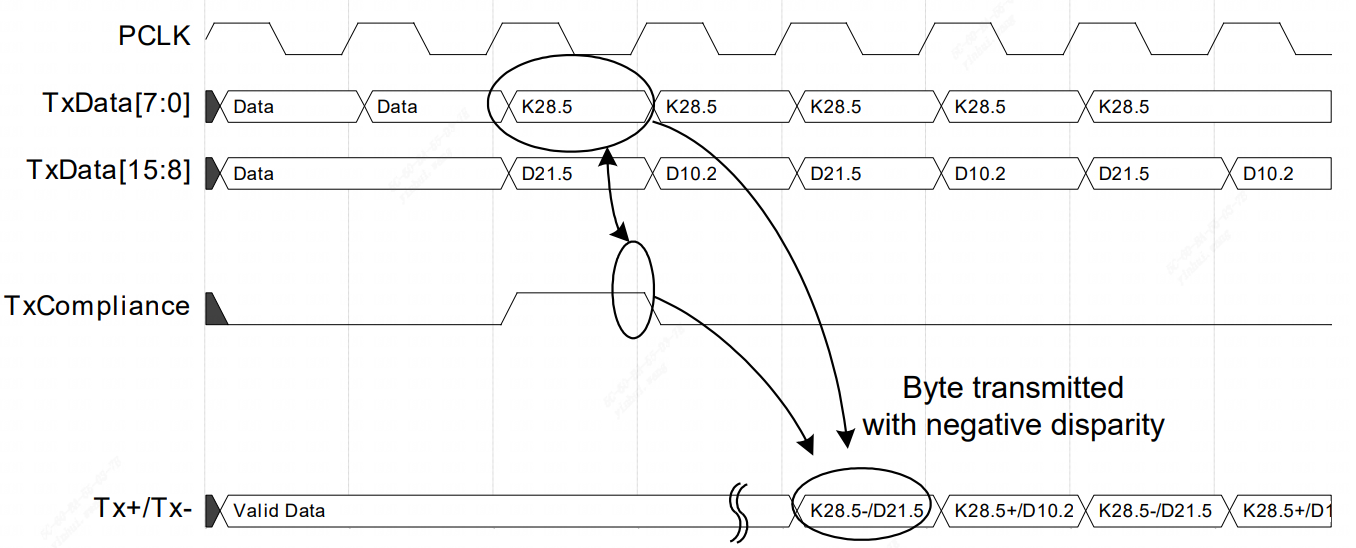 PCLK
TxData[7:0] Data Data K28.5 K28.5 K28.5 K28.5 K28.5
TxData[15:8] Data D21.5 D10.2 D21.5 D10.2 D21.5 D10.2
TxCompliance
Byte transmitted
with negative disparity
Tx+/Tx- Valid Data K28.5-/D21.5 K28.5+/D10.2 K28.5-/D21.5 K28.5+/D1